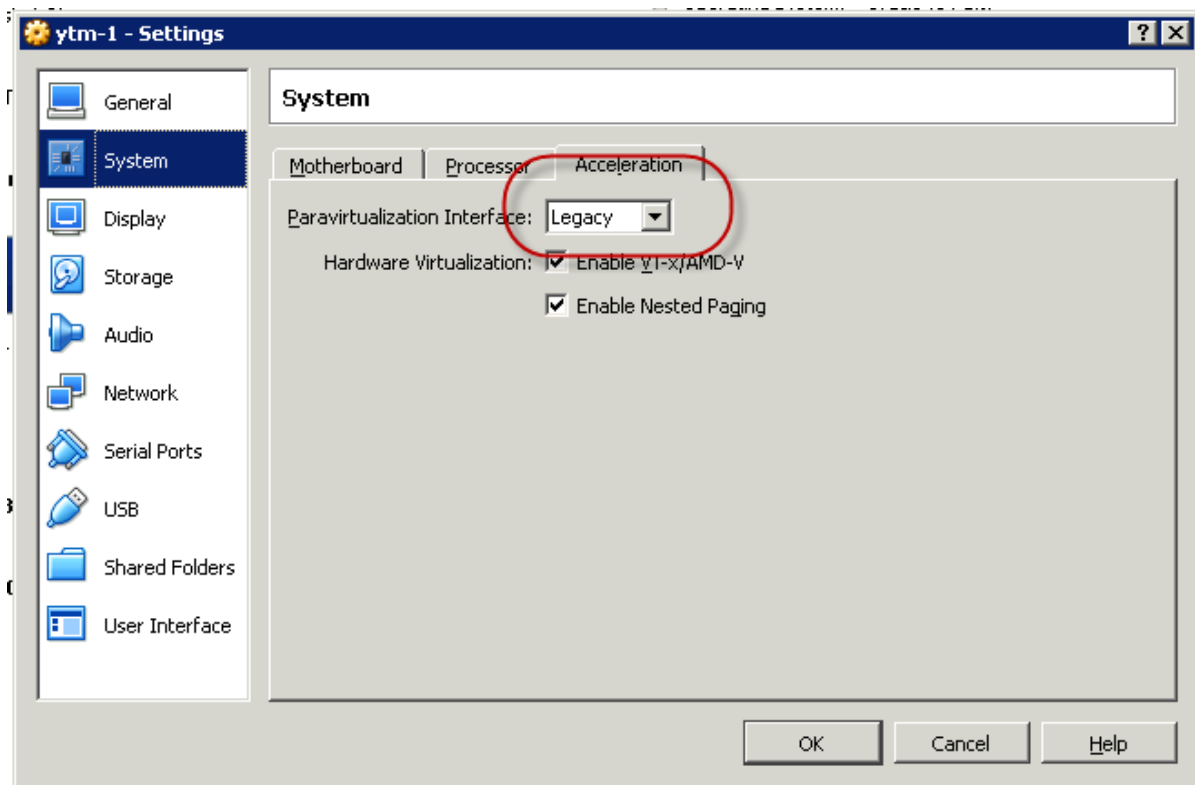 ytm-1 - Settings
General
System
Display
Storage
Audio
Network
Serial Ports
USB
Shared Folders
User Interface
System
Motherboard Processor Acceleration
Paravirtualization Interface: Legacy
Hardware Virtualization: Enable VT-x/AMD-V
Enable Nested Paging
OK Cancel Help